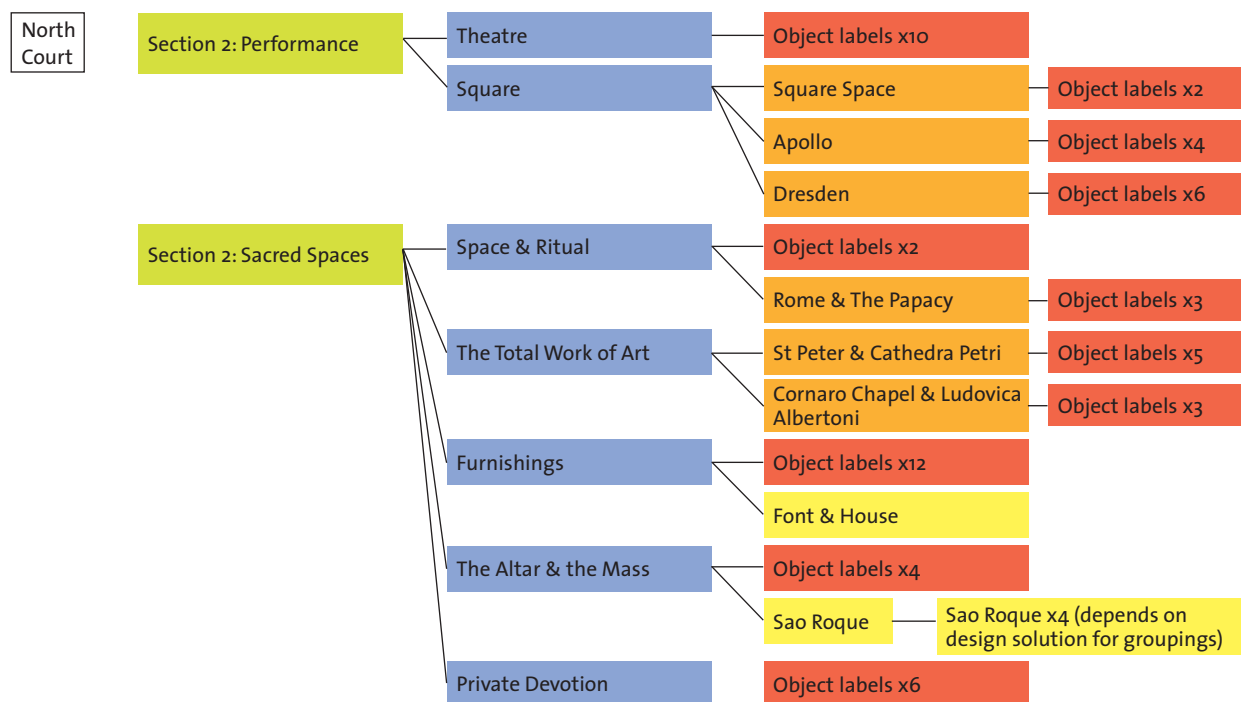 North
Court
Section 2: Performance
Theatre
Object labels x10
Square
Square Space
Object labels x2
Apollo
Object labels x4
Dresden
Object labels x6
Section 2: Sacred Spaces
Space & Ritual
Object labels x2
Rome & The Papacy
Object labels x3
The Total Work of Art
St Peter & Cathedra Petri
Object labels x5
Cornaro Chapel & Ludovica
Albertoni
Object labels x3
Furnishings
Object labels x12
Font & House
The Altar & the Mass
Object labels x4
Sao Roque
Sao Roque x4 (depends on
design solution for groupings)
Private Devotion
Object labels x6